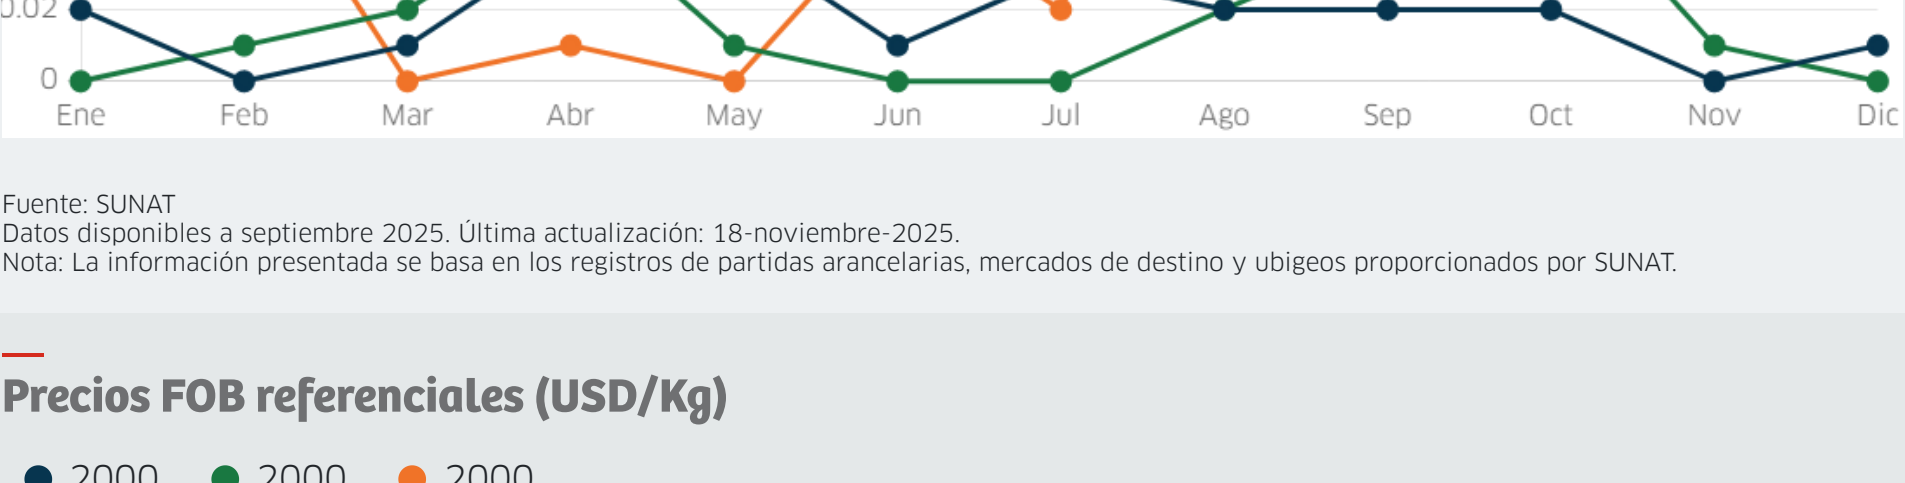 0.02
0
Ene Feb Mar Abr May Jun Jul Ago Sep Oct Nov Dic
Fuente: SUNAT
Datos disponibles a septiembre 2025. Última actualización: 18-noviembre-2025.
Nota: La información presentada se basa en los registros de partidas arancelarias, mercados de destino y ubigeos proporcionados por SUNAT.
Precios FOB referenciales (USD/Kg)
2000 2000 2000